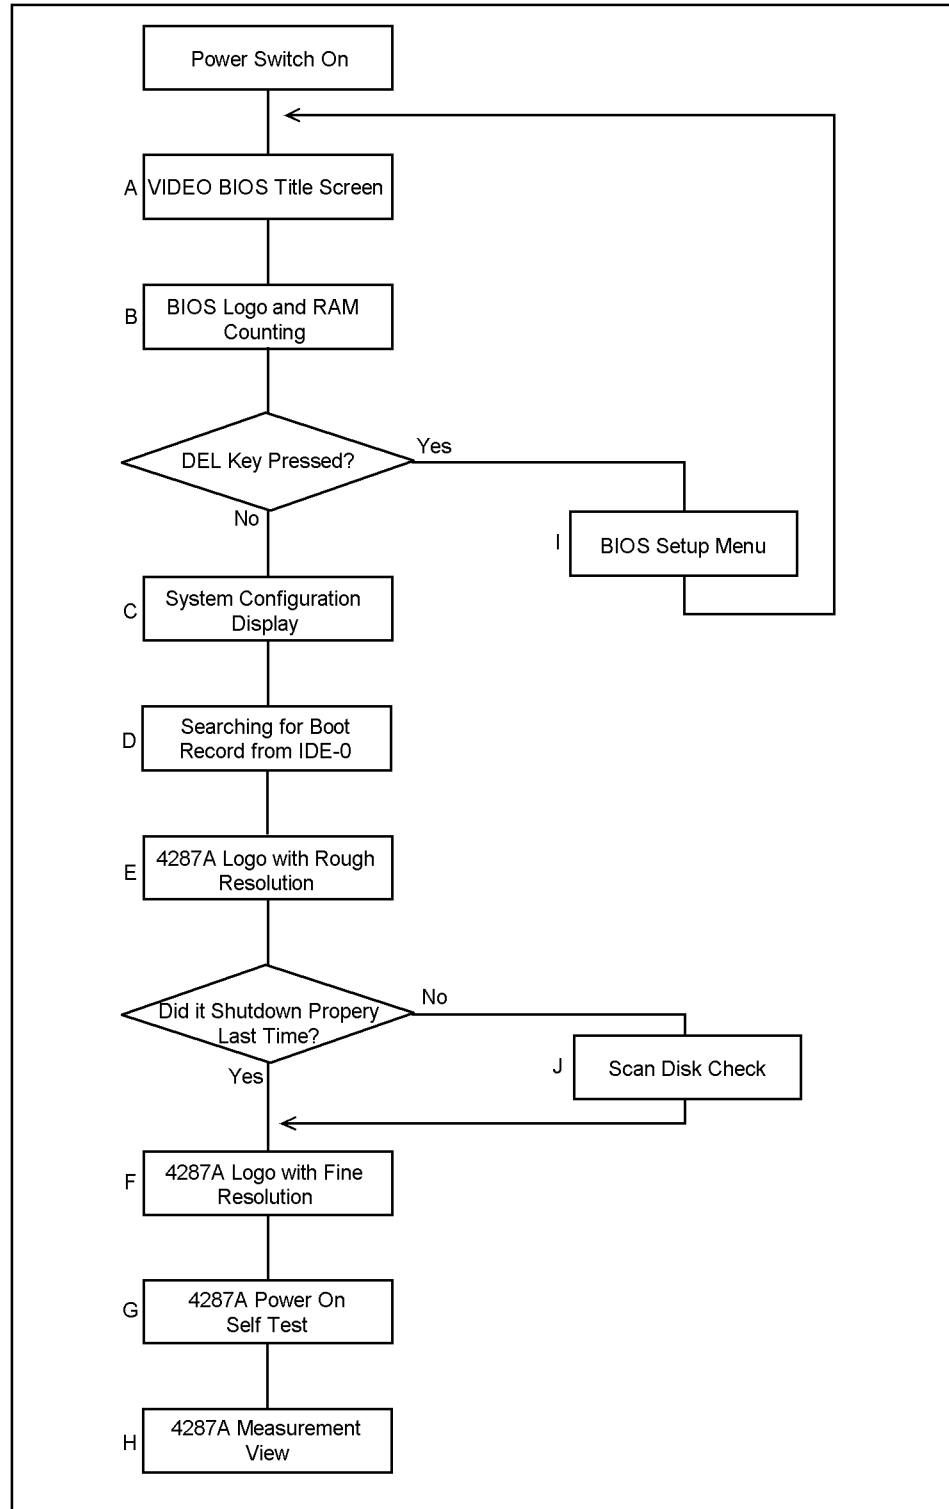 Power Switch On
A
VIDEO BIOS Title Screen
B
BIOS Logo and RAM
Counting
DEL Key Pressed?
Yes
No
I
BIOS Setup Menu
C
System Configuration
Display
D
Searching for Boot
Record from IDE-0
E
4287A Logo with Rough
Resolution
Did it Shutdown Propery
Last Time?
No
Yes
J
Scan Disk Check
F
4287A Logo with Fine
Resolution
G
4287A Power On
Self Test
H
4287A Measurement
View